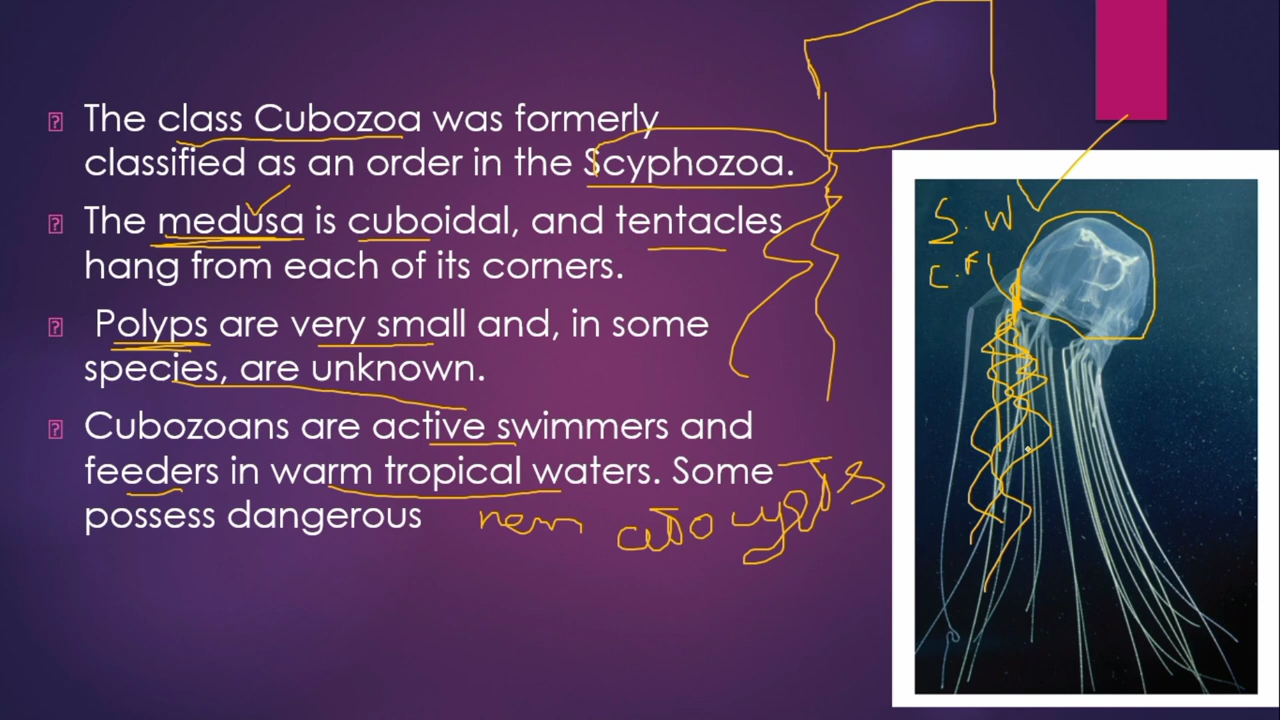 The class Cubozoa was formerly
classified as an order in the Scyphozoa.
The medusa is cuboidal, and tentacles
hang from each of its corners.
Polyps are very small and, in some
species, are unknown.
Cubozoans are active swimmers and
feeders in warm tropical waters. Some
possess dangerous
nem atocysts
S. W
C. F